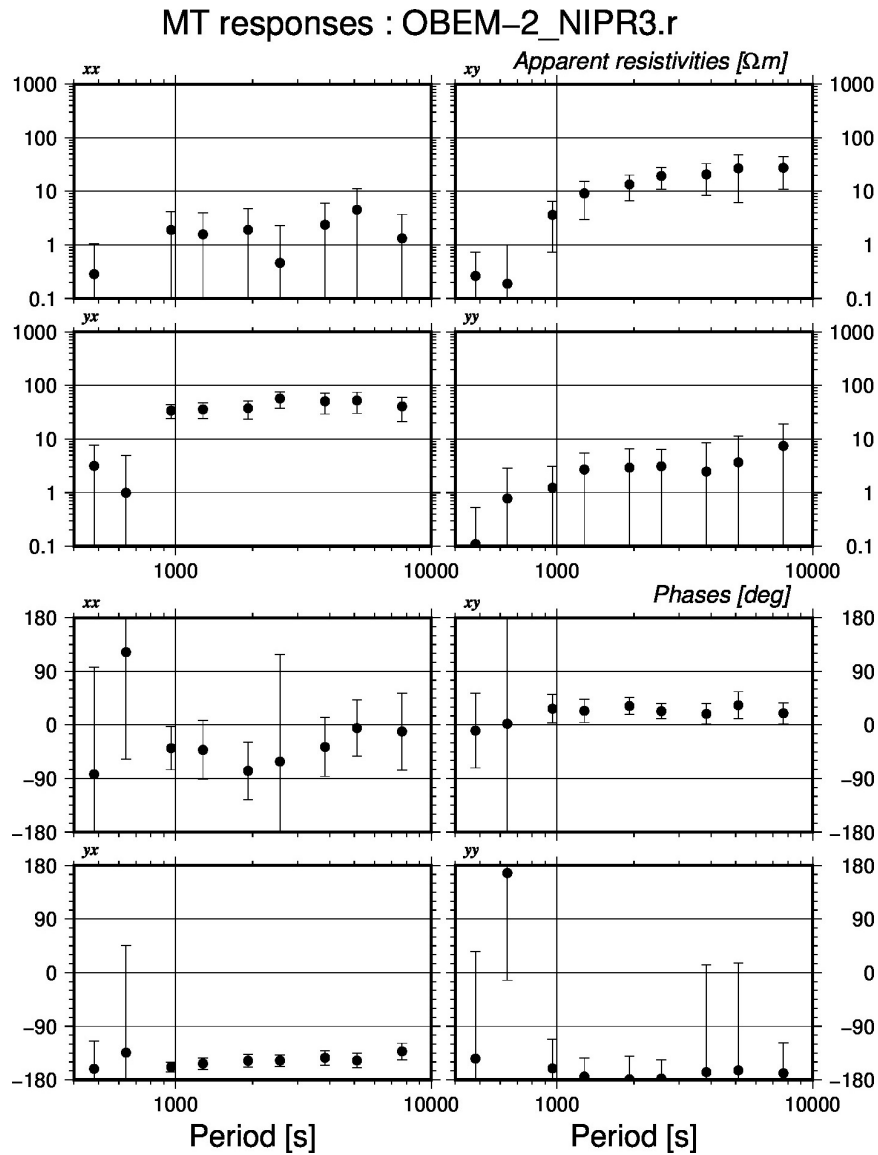 MT responses : OBEM−2_NIPR3.r
xx xy Apparent resistivities [Ωm]
1000 1000
100 100
10 10
1 1
0.1 0.1
yx yy
1000 1000
100 100
10 10
1 1
0.1 0.1
1000 10000 1000 10000
xx xy Phases [deg]
180 180
90 90
0 0
−90 −90
−180 −180
yx yy
180 180
90 90
0 0
−90 −90
−180 −180
1000 10000 1000 10000
Period [s] Period [s]